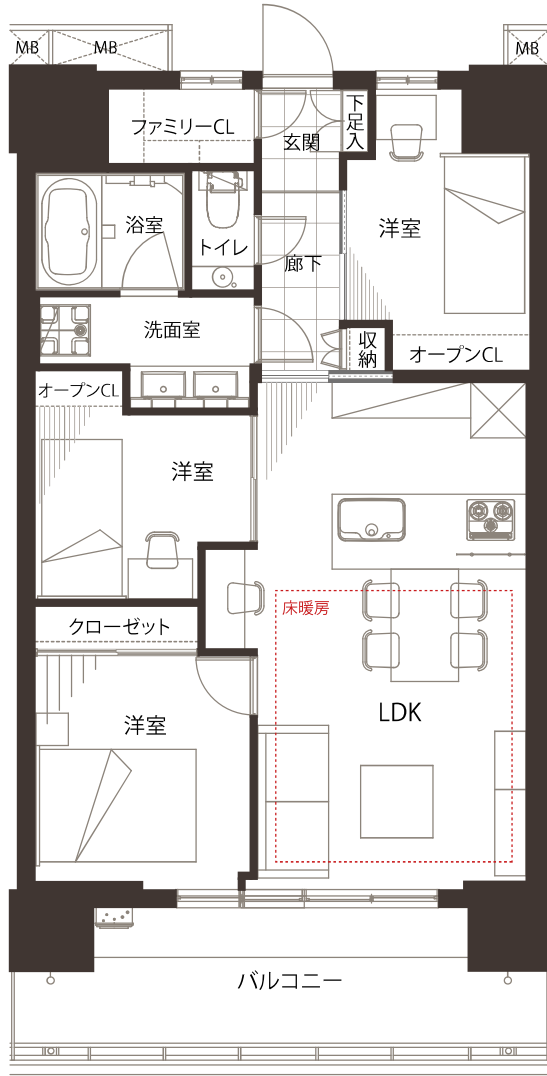 MB
MB
MB
ファミリーCL
玄関
下足入
浴室
トイレ
洋室
廊下
洗面室
収納
オープンCL
オープンCL
洋室
クローゼット
床暖房
洋室
LDK
バルコニー